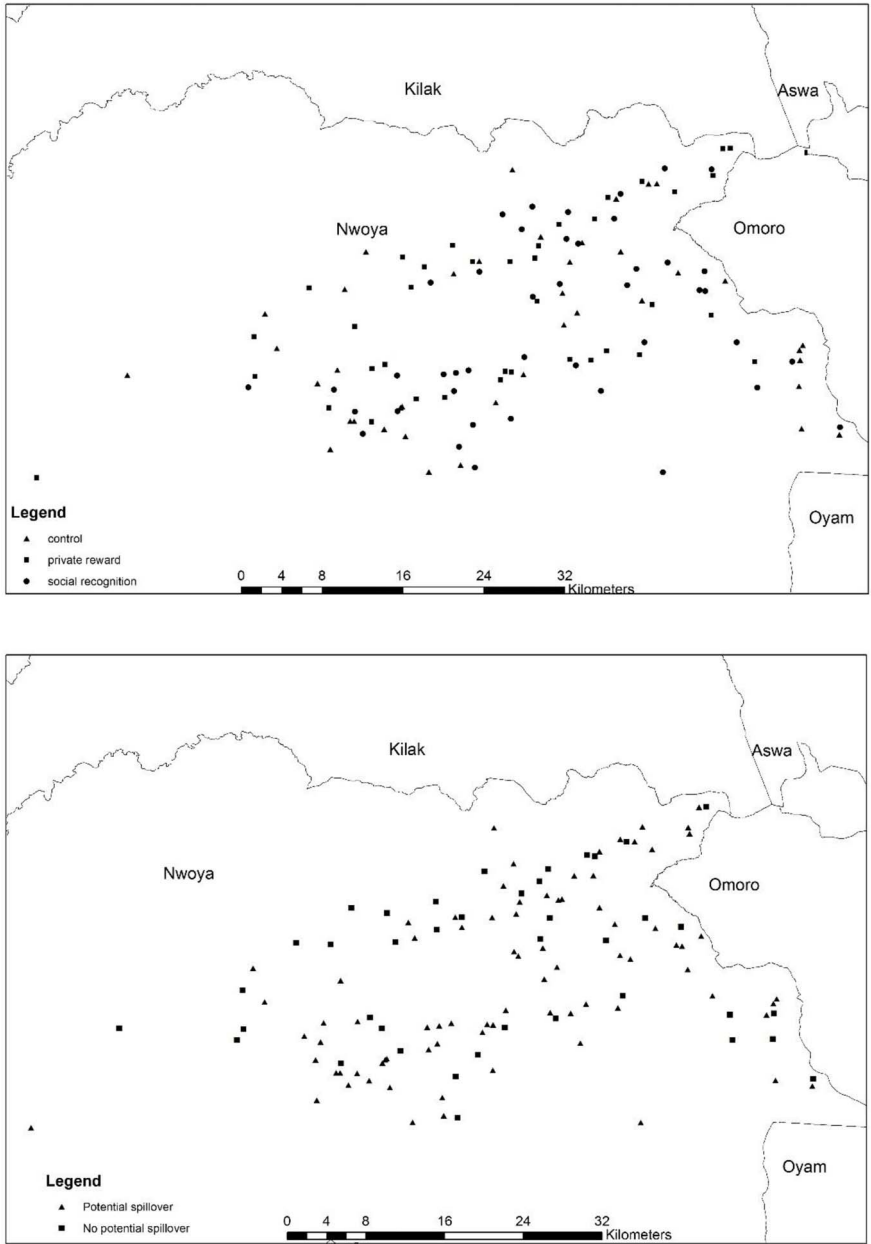 Kilak
Aswa
Nwoya
Omoro
Oyam
Legend
control
private reward
social recognition
0 4 8 16 24 32
Kilometers
Kilak
Aswa
Nwoya
Omoro
Oyam
Legend
Potential spillover
No potential spillover
0 4 8 16 24 32
Kilometers